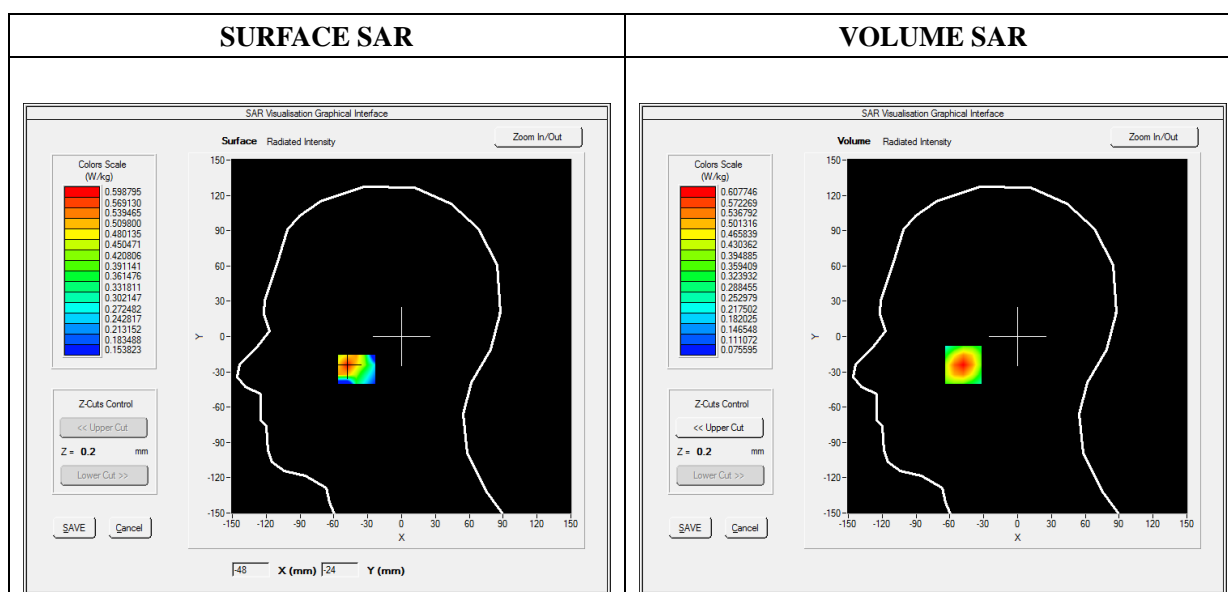 SURFACE SAR
VOLUME SAR
SAR Visualisation Graphical Interface
Surface Radiated Intensity
Zoom In/Out
Colors Scale
(W/kg)
0.598795
0.569130
0.539465
0.509800
0.480135
0.450471
0.420806
0.391141
0.361476
0.331811
0.302147
0.272482
0.242817
0.213152
0.183488
0.153823
Z-Cuts Control
<< Upper Cut
Z = 0.2 mm
Lower Cut >>
SAVE Cancel
150
120
90
60
30
0
-30
-60
-90
-120
-150
Y
-150 -120 -90 -60 -30 0 30 60 90 120 150
X
-48 X (mm) -24 Y (mm)
SAR Visualisation Graphical Interface
Volume Radiated Intensity
Zoom In/Out
Colors Scale
(W/kg)
0.607746
0.572269
0.536792
0.501316
0.465839
0.430362
0.394885
0.359409
0.323932
0.288455
0.252979
0.217502
0.182025
0.146548
0.111072
0.075595
Z-Cuts Control
<< Upper Cut
Z = 0.2 mm
Lower Cut >>
SAVE Cancel
150
120
90
60
30
0
-30
-60
-90
-120
-150
Y
-150 -120 -90 -60 -30 0 30 60 90 120 150
X